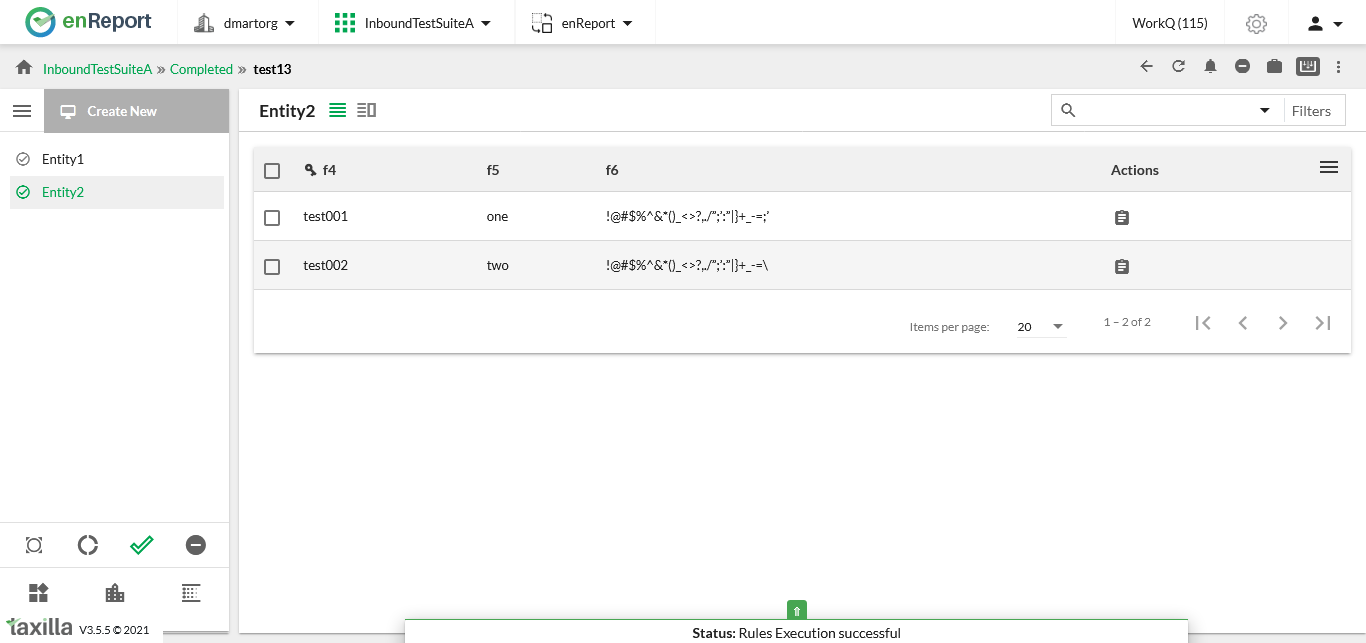 enReport dmartorg InboundTestSuiteA enReport WorkQ (115)
InboundTestSuiteA » Completed » test13
Create New Entity2 Filters
Entity1
Entity2
f4 f5 f6 Actions
test001 one !@#$%^&*()_<>?,./";':"|}+_-=;'
test002 two !@#$%^&*()_<>?,./";':"|}+_-=\
Items per page: 20 1 – 2 of 2
taxilla V3.5.5 © 2021
Status: Rules Execution successful